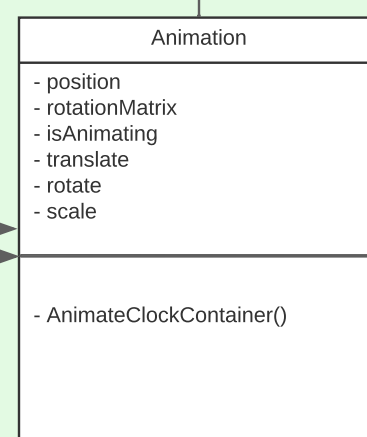 Animation
- position
- rotationMatrix
- isAnimating
- translate
- rotate
- scale
- AnimateClockContainer()